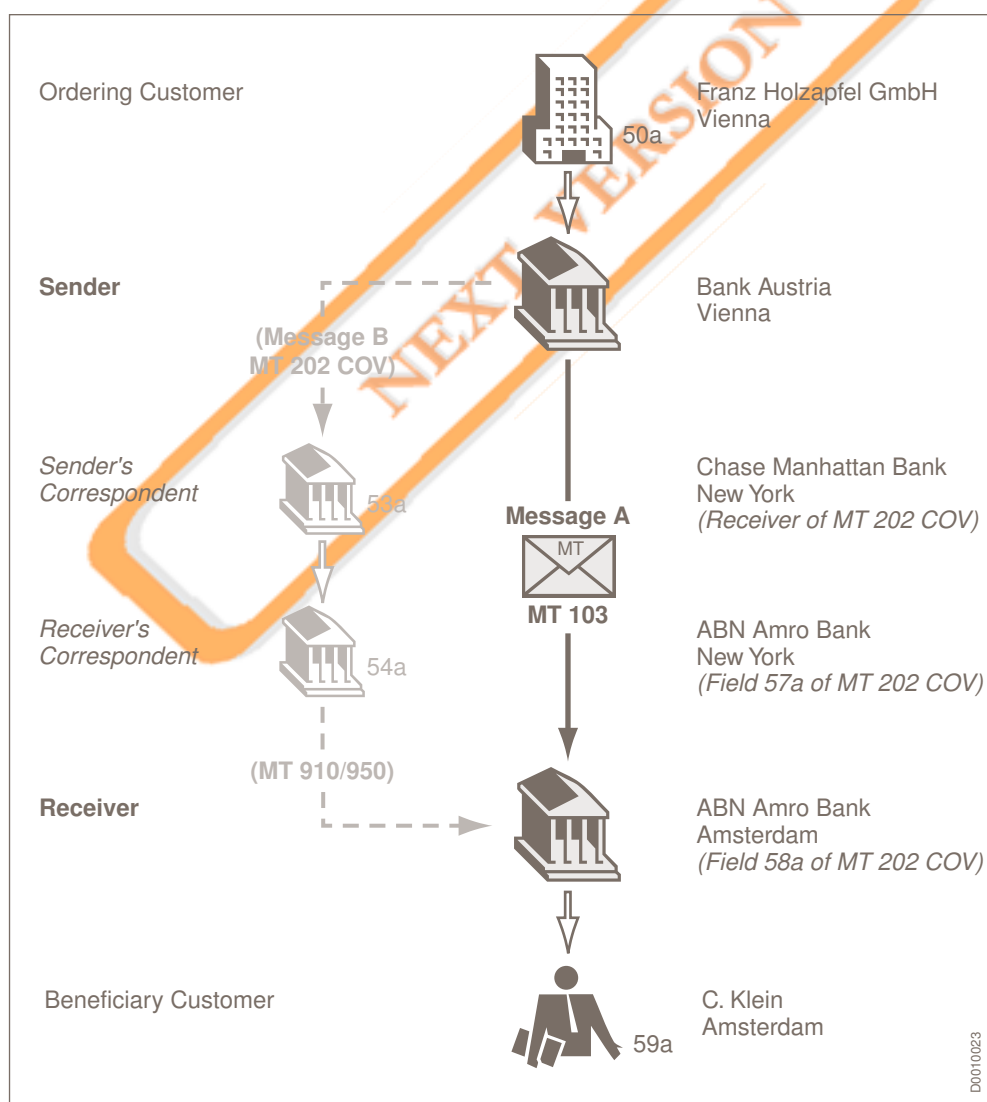 Ordering Customer
50a
Franz Holzapfel GmbH
Vienna
Sender
Bank Austria
Vienna
(Message B
MT 202 COV)
Sender's
Correspondent
53a
Chase Manhattan Bank
New York
(Receiver of MT 202 COV)
Message A
MT
MT 103
Receiver's
Correspondent
54a
ABN Amro Bank
New York
(Field 57a of MT 202 COV)
(MT 910/950)
Receiver
ABN Amro Bank
Amsterdam
(Field 58a of MT 202 COV)
Beneficiary Customer
59a
C. Klein
Amsterdam
D0010023
NEXT VERSION